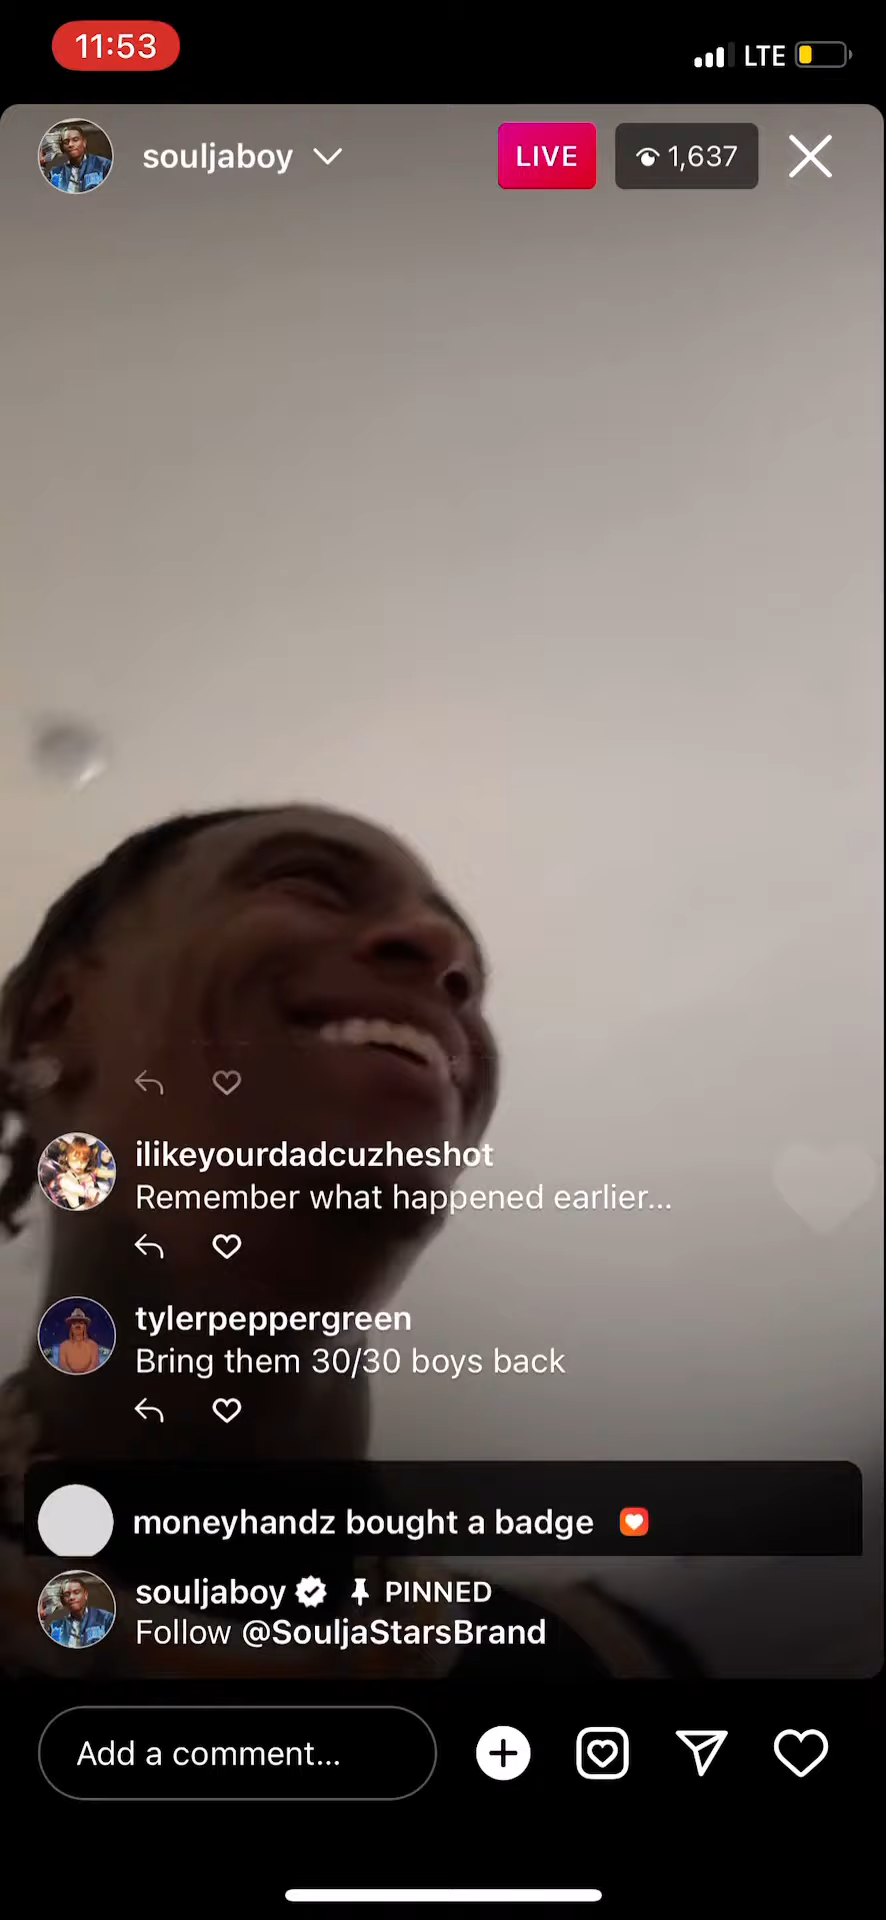 11:53
LTE
souljaboy
LIVE
1,637
ilikeyourdadcuzheshot
Remember what happened earlier...
tylerpeppergreen
Bring them 30/30 boys back
moneyhandz bought a badge
souljaboy PINNED
Follow @SouljaStarsBrand
Add a comment...